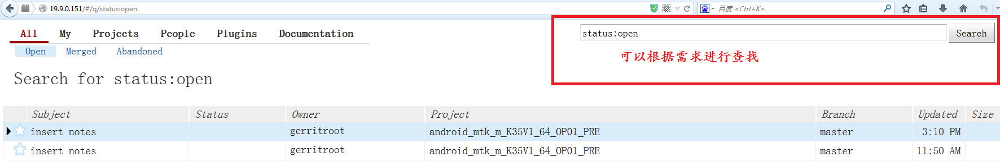 19.9.0.151/#/q/status:open
百度 <Ctrl+K>
All My Projects People Plugins Documentation
status:open Search
Open Merged Abandoned
可以根据需求进行查找
Search for status:open
Subject Status Owner Project Branch Updated Size
insert notes gerritroot android_mtk_m_K35V1_64_OP01_PRE master 3:10 PM
insert notes gerritroot android_mtk_m_K35V1_64_OP01_PRE master 11:50 AM